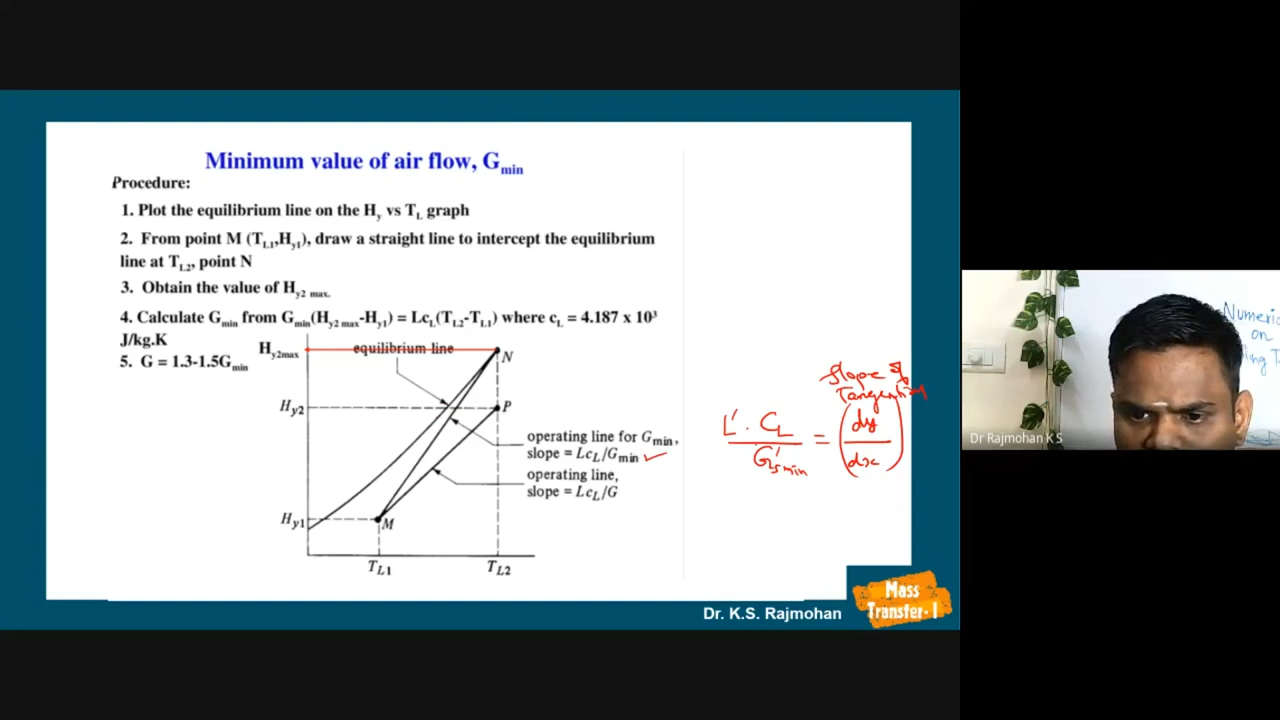 Minimum value of air flow, Gmin
Procedure:
1. Plot the equilibrium line on the Hy vs TL graph
2. From point M (TL1,Hy1), draw a straight line to intercept the equilibrium
line at TL2, point N
3. Obtain the value of Hy2 max.
4. Calculate Gmin from Gmin(Hy2 max-Hy1) = LcL(TL2-TL1) where cL = 4.187 x 10³
J/kg.K
5. G = 1.3-1.5Gmin
Hy2max
equilibrium line
N
Hy2
P
operating line for Gmin,
slope = LcL/Gmin
operating line,
slope = LcL/G
Hy1
M
TL1
TL2
Slope of
Tangent line
L'. CL
G's min
=
(dy
dx)
Dr. K.S. Rajmohan
Mass
Transfer- I
Numeric
on
ling T
Dr Rajmohan K S